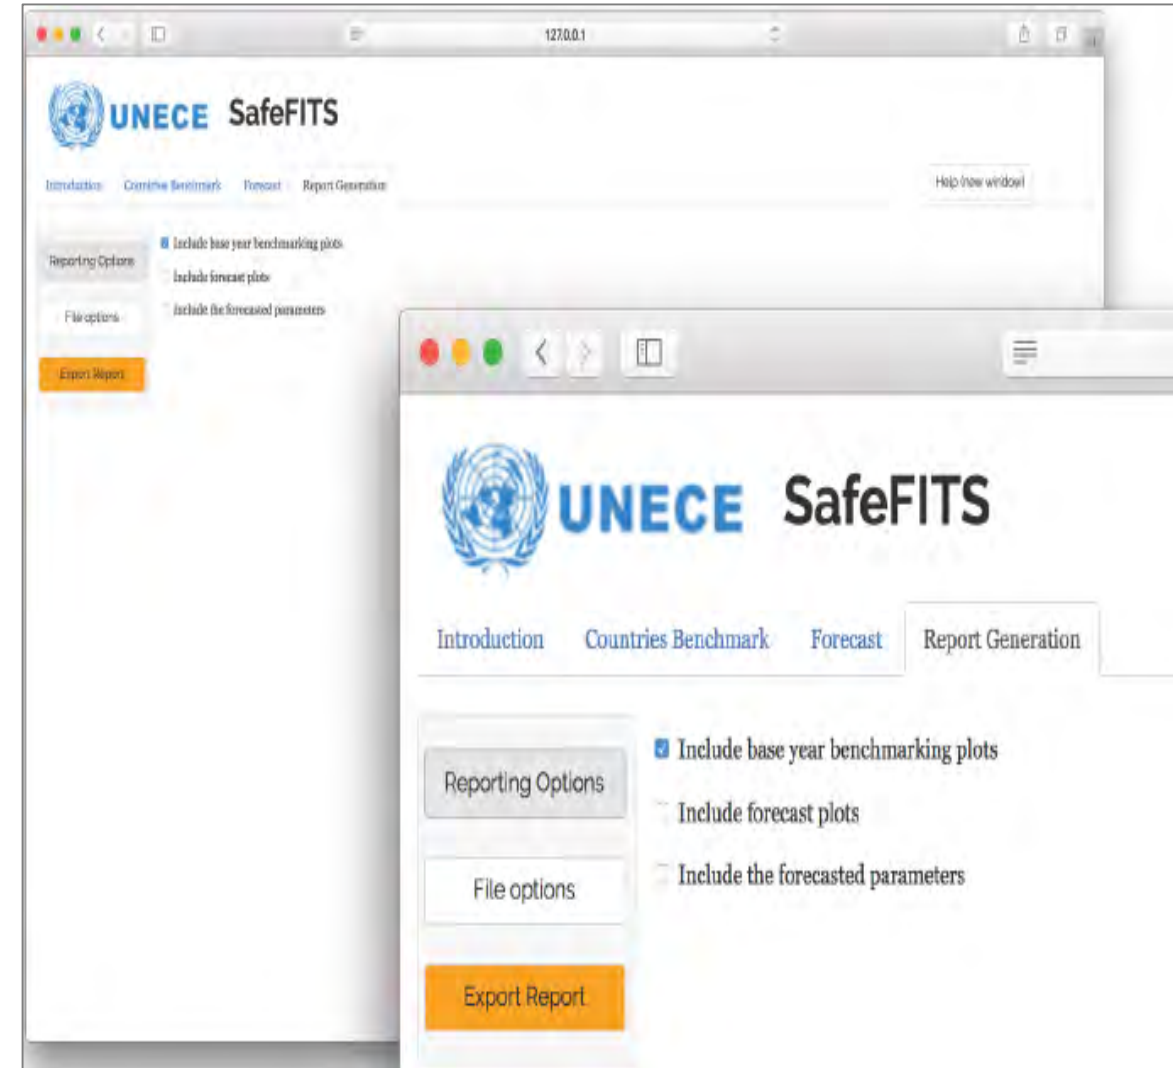 127.0.0.1
UNECE SafeFITS
Introduction Countries Benchmark Forecast Report Generation
Help (new window)
Reporting Options
File options
Export Report
Include base year benchmarking plots
Include forecast plots
Include the forecasted parameters
UNECE SafeFITS
Introduction Countries Benchmark Forecast Report Generation
Reporting Options
File options
Export Report
Include base year benchmarking plots
Include forecast plots
Include the forecasted parameters